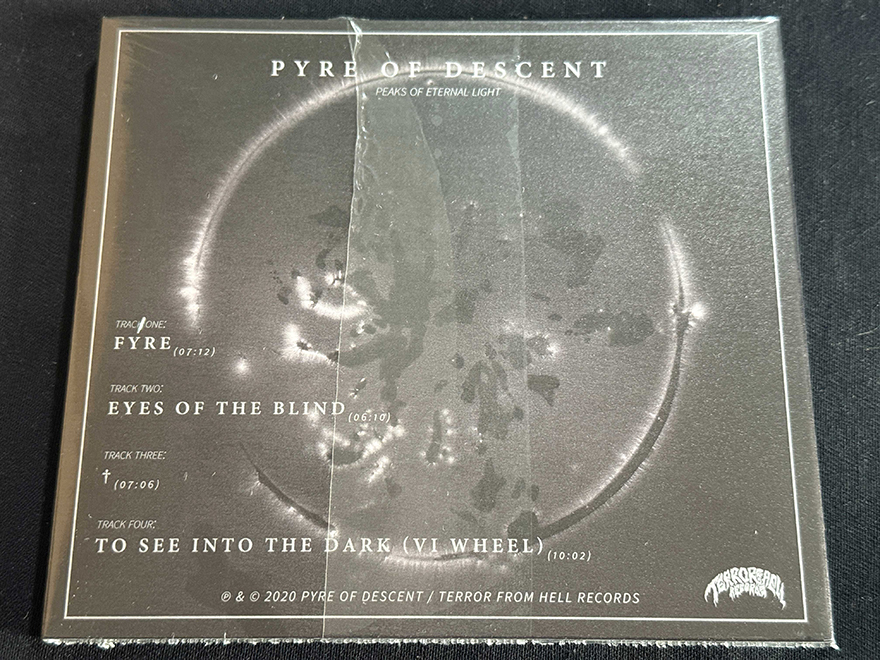 PYRE OF DESCENT
PEAKS OF ETERNAL LIGHT
TRACK ONE:
FYRE (07:12)
TRACK TWO:
EYES OF THE BLIND (06:10)
TRACK THREE:
† (07:06)
TRACK FOUR:
TO SEE INTO THE DARK (VI WHEEL) (10:02)
℗ & © 2020 PYRE OF DESCENT / TERROR FROM HELL RECORDS